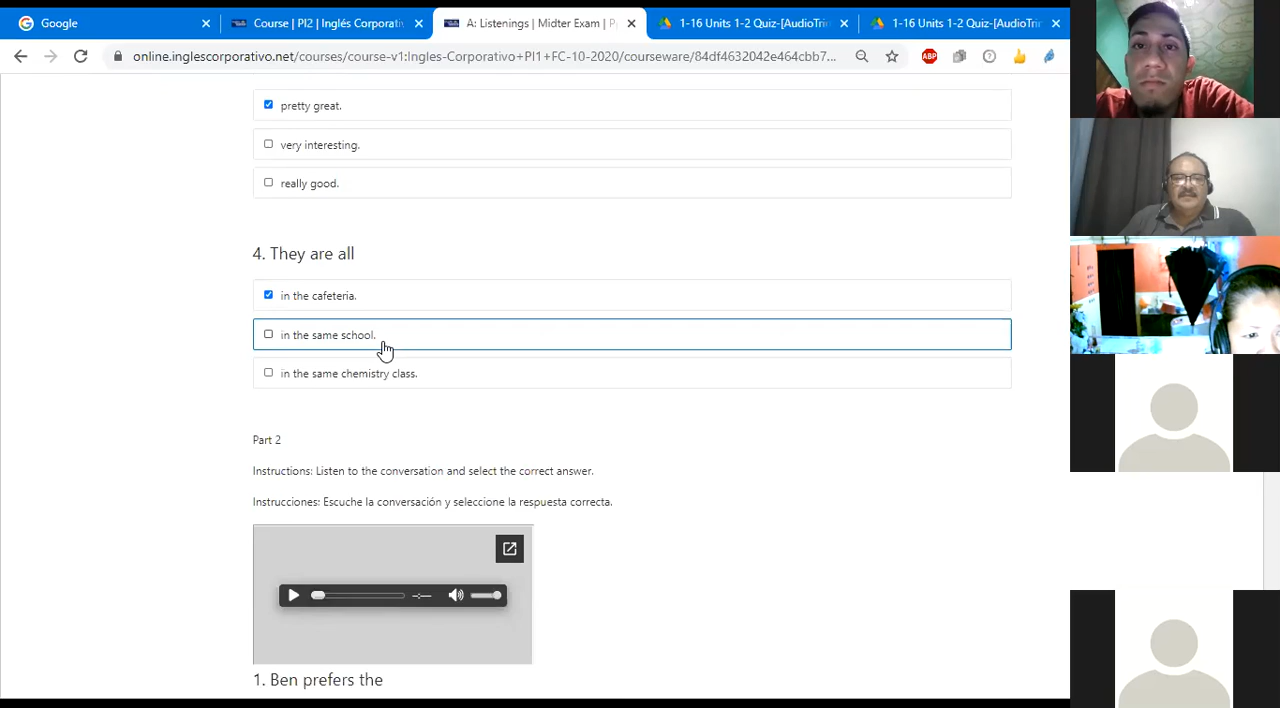 Google
Course | PI2 | Inglés Corporativ
A: Listenings | Midter Exam | P
1-16 Units 1-2 Quiz-[AudioTrim
1-16 Units 1-2 Quiz-[AudioTrim
online.inglescorporativo.net/courses/course-v1:Ingles-Corporativo+PI1+FC-10-2020/courseware/84df4632042e464cbb7...
ABP
pretty great.
very interesting.
really good.
4. They are all
in the cafeteria.
in the same school.
in the same chemistry class.
Part 2
Instructions: Listen to the conversation and select the correct answer.
Instrucciones: Escuche la conversación y seleccione la respuesta correcta.
1. Ben prefers the